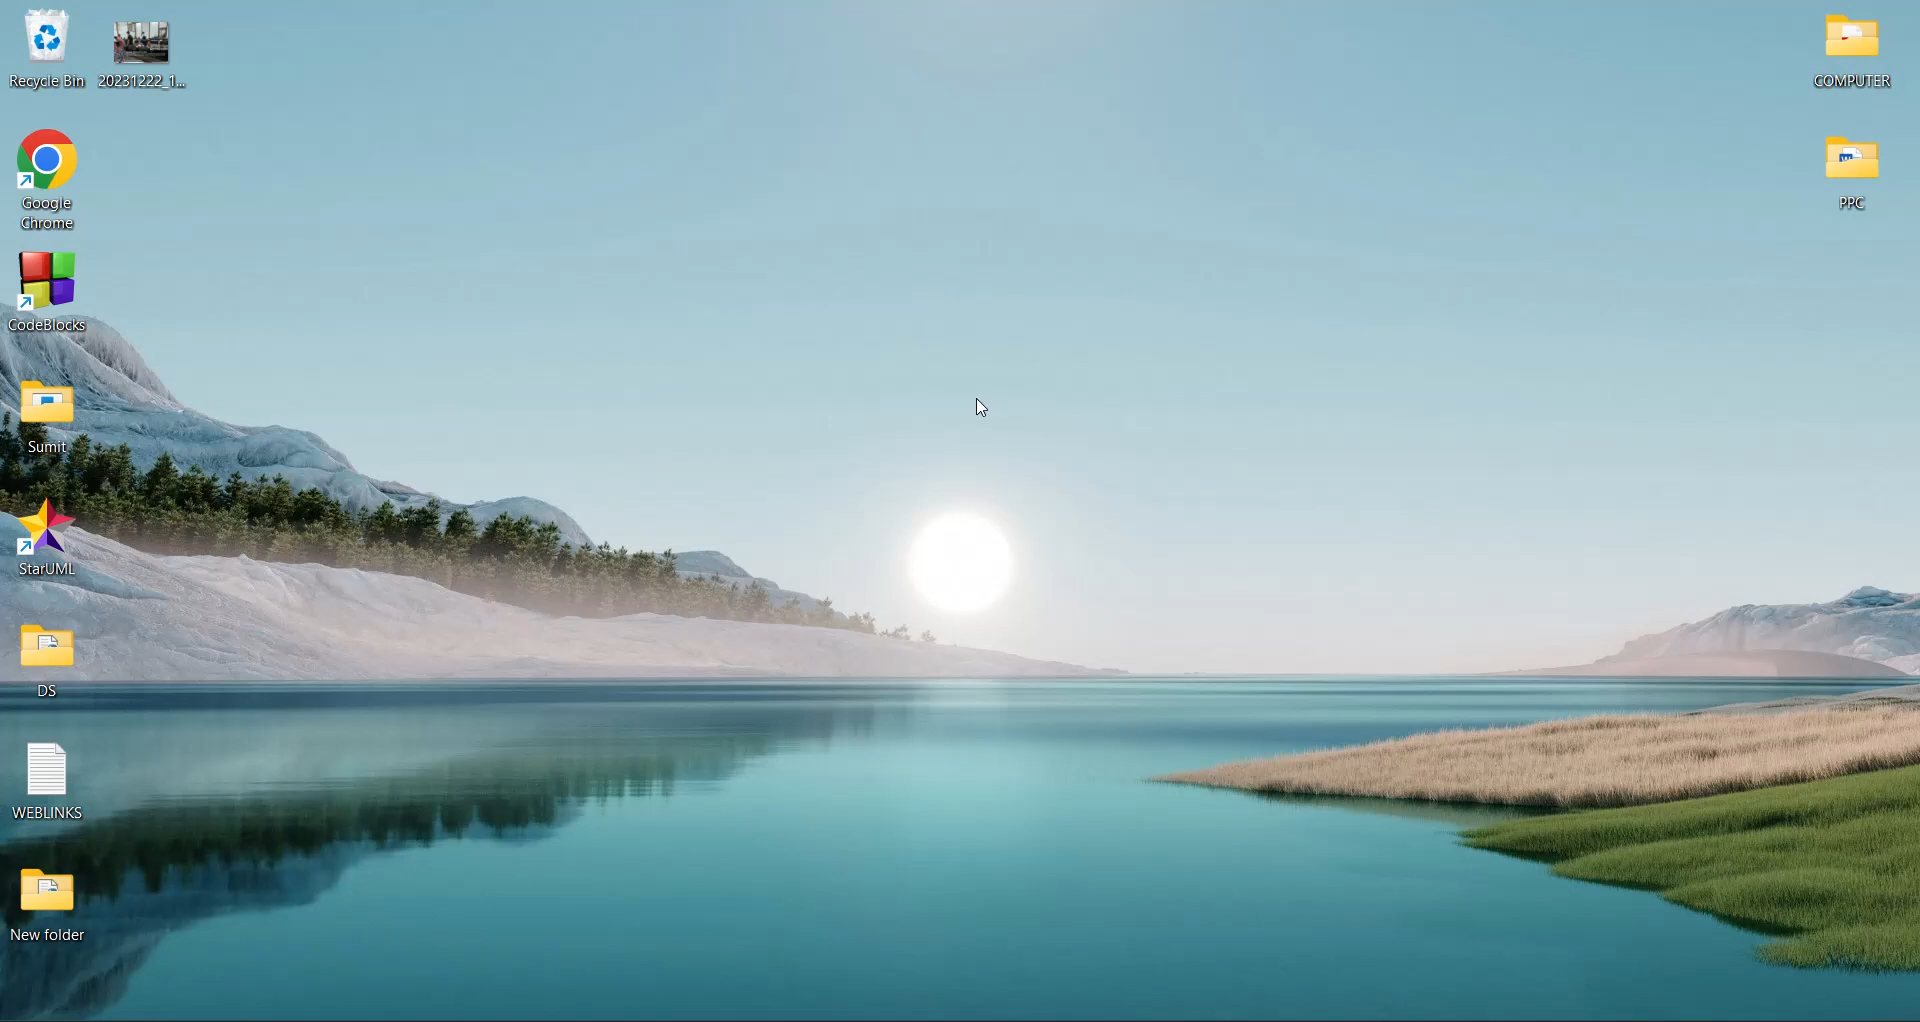 Recycle Bin
20231222_1...
Google
Chrome
CodeBlocks
Sumit
StarUML
DS
WEBLINKS
New folder
COMPUTER
PPC